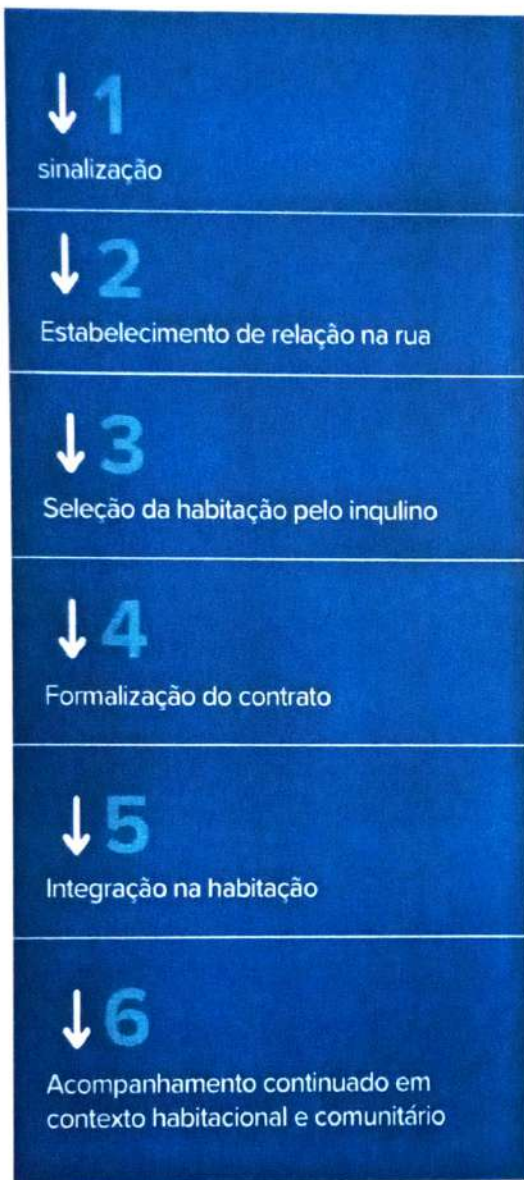 1
sinalização
2
Estabelecimento de relação na rua
3
Seleção da habitação pelo inqulino
4
Formalização do contrato
5
Integração na habitação
6
Acompanhamento continuado em
contexto habitacional e comunitário